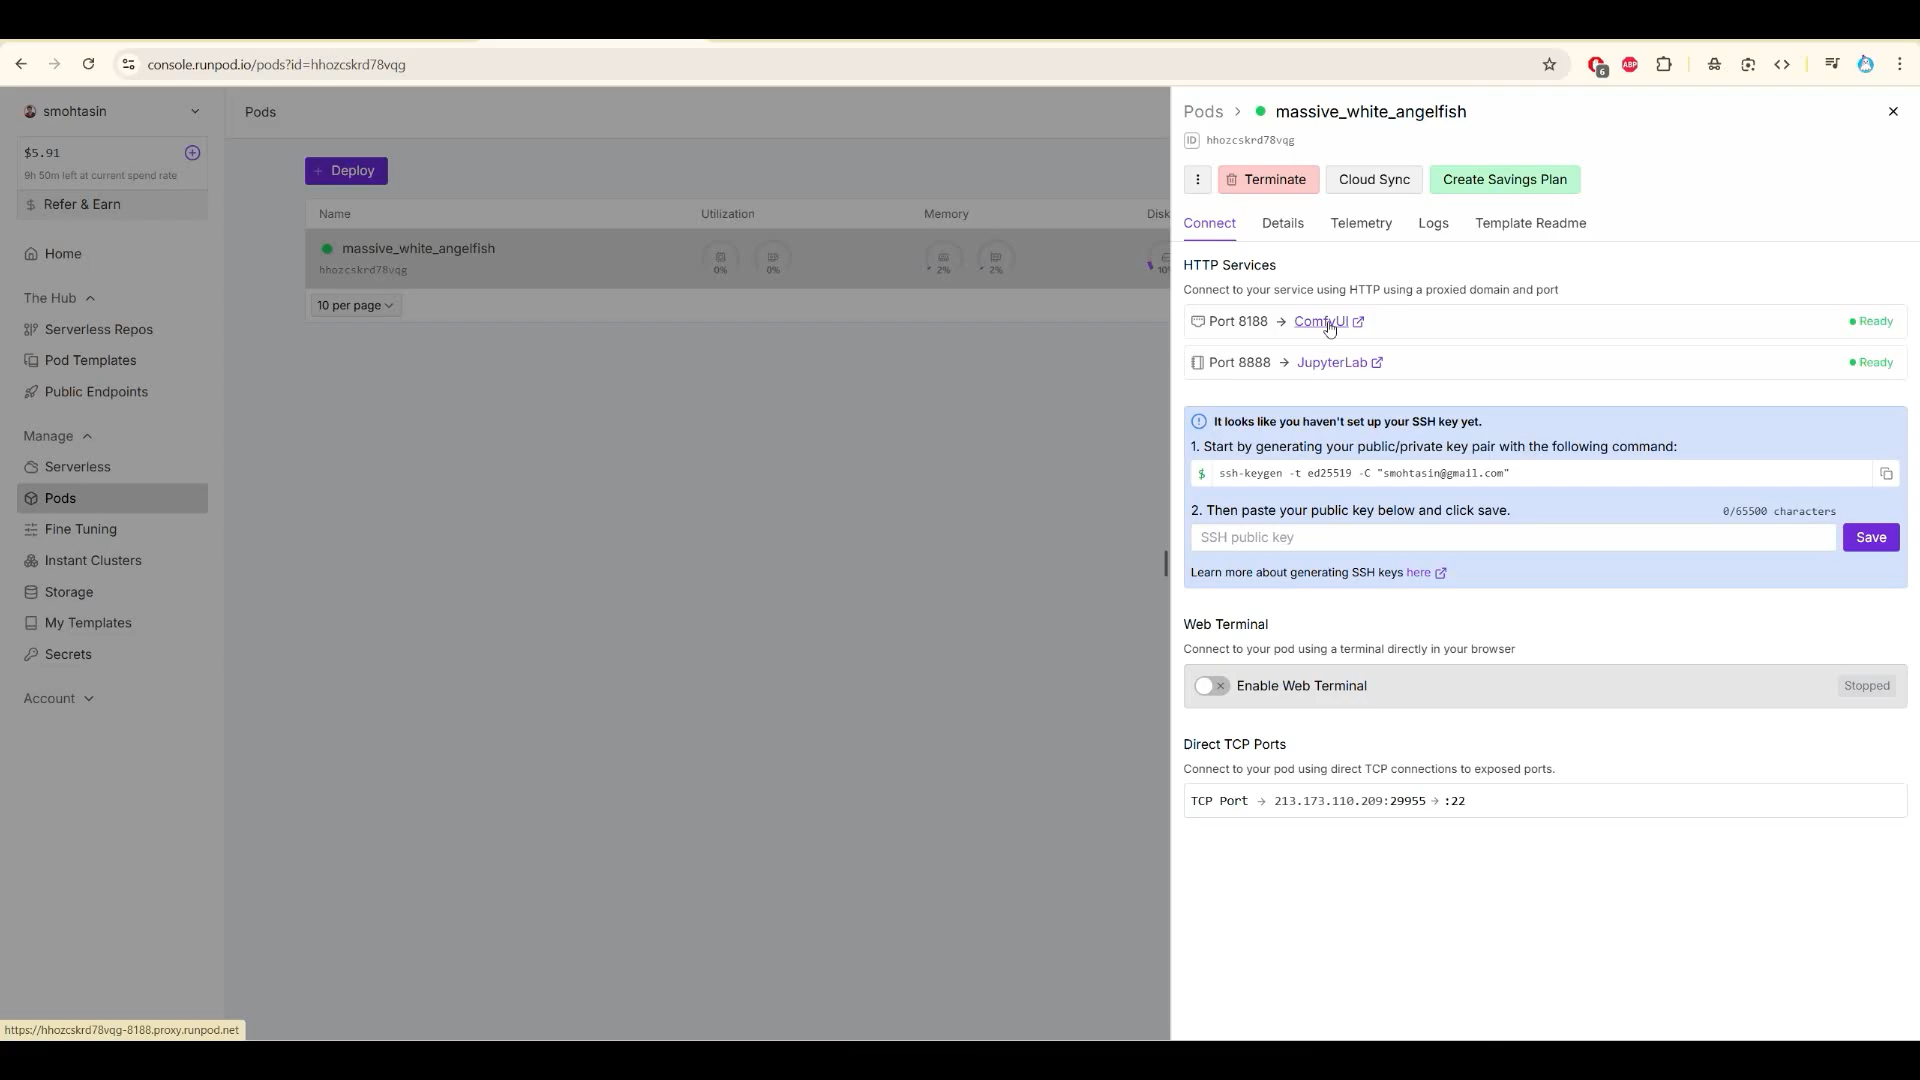 console.runpod.io/pods?id=hhozcskrd78vqg
6
ABP
smohtasin
$5.91
9h 50m left at current spend rate
$ Refer & Earn
Home
The Hub
Serverless Repos
Pod Templates
Public Endpoints
Manage
Serverless
Pods
Fine Tuning
Instant Clusters
Storage
My Templates
Secrets
Account
https://hhozcskrd78vqg-8188.proxy.runpod.net
Pods
+ Deploy
Name Utilization Memory Disk
massive_white_angelfish
hhozcskrd78vqg
0% 0% 2% 2% 10%
10 per page
Pods > massive_white_angelfish
ID hhozcskrd78vqg
Terminate Cloud Sync Create Savings Plan
Connect Details Telemetry Logs Template Readme
HTTP Services
Connect to your service using HTTP using a proxied domain and port
Port 8188 → ComfyUI Ready
Port 8888 → JupyterLab Ready
It looks like you haven't set up your SSH key yet.
1. Start by generating your public/private key pair with the following command:
$ ssh-keygen -t ed25519 -C "smohtasin@gmail.com"
2. Then paste your public key below and click save. 0/65500 characters
SSH public key Save
Learn more about generating SSH keys here
Web Terminal
Connect to your pod using a terminal directly in your browser
Enable Web Terminal Stopped
Direct TCP Ports
Connect to your pod using direct TCP connections to exposed ports.
TCP Port → 213.173.110.209:29955 → :22